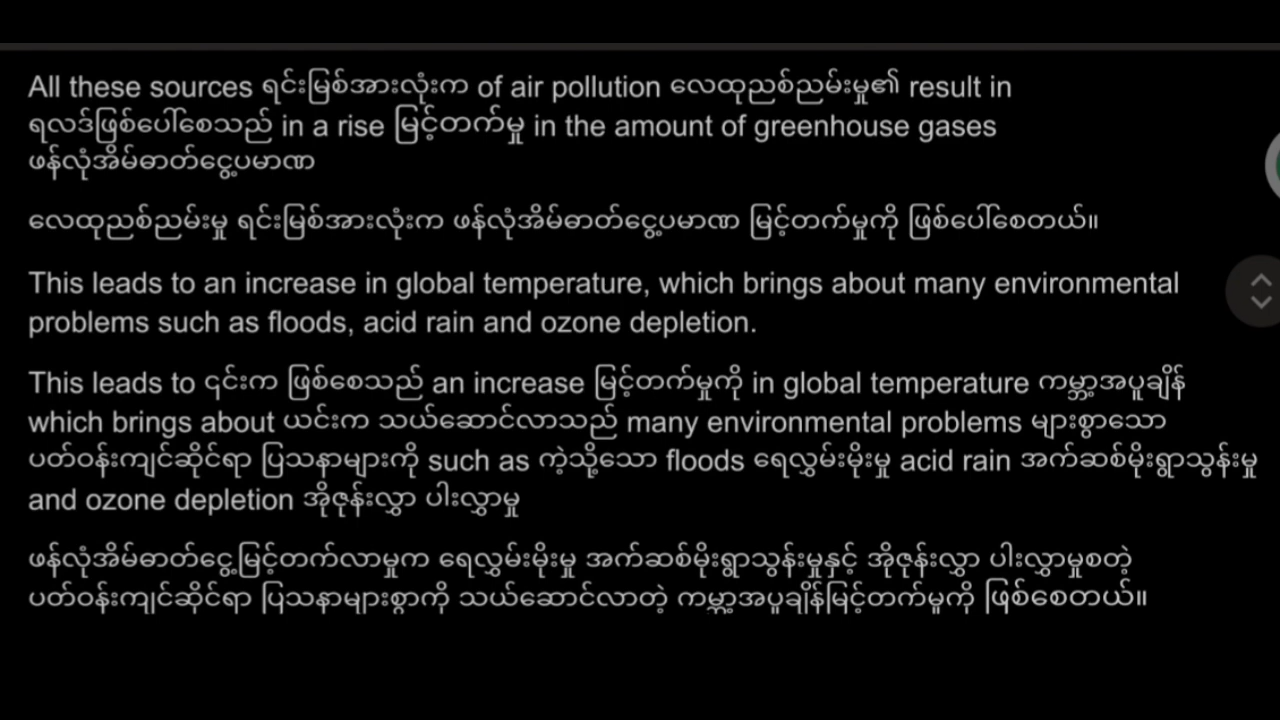 All these sources ရင်းမြစ်အားလုံးက of air pollution လေထုညစ်ညမ်းမှု၏ result in
ရလဒ်ဖြစ်ပေါ်စေသည် in a rise မြင့်တက်မှု in the amount of greenhouse gases
ဖန်လုံအိမ်ဓာတ်ငွေ့ပမာဏ
လေထုညစ်ညမ်းမှု ရင်းမြစ်အားလုံးက ဖန်လုံအိမ်ဓာတ်ငွေ့ပမာဏ မြင့်တက်မှုကို ဖြစ်ပေါ်စေတယ်။
This leads to an increase in global temperature, which brings about many environmental
problems such as floods, acid rain and ozone depletion.
This leads to ၎င်းက ဖြစ်စေသည် an increase မြင့်တက်မှုကို in global temperature ကမ္ဘာ့အပူချိန်
which brings about ယင်းက သယ်ဆောင်လာသည် many environmental problems များစွာသော
ပတ်ဝန်းကျင်ဆိုင်ရာ ပြသနာများကို such as ကဲ့သို့သော floods ရေလွှမ်းမိုးမှု acid rain အက်ဆစ်မိုးရွာသွန်းမှု
and ozone depletion အိုဇုန်းလွှာ ပါးလွှာမှု
ဖန်လုံအိမ်ဓာတ်ငွေ့မြင့်တက်လာမှုက ရေလွှမ်းမိုးမှု အက်ဆစ်မိုးရွာသွန်းမှုနှင့် အိုဇုန်းလွှာ ပါးလွှာမှုစတဲ့
ပတ်ဝန်းကျင်ဆိုင်ရာ ပြသနာများစွာကို သယ်ဆောင်လာတဲ့ ကမ္ဘာ့အပူချိန်မြင့်တက်မှုကို ဖြစ်စေတယ်။